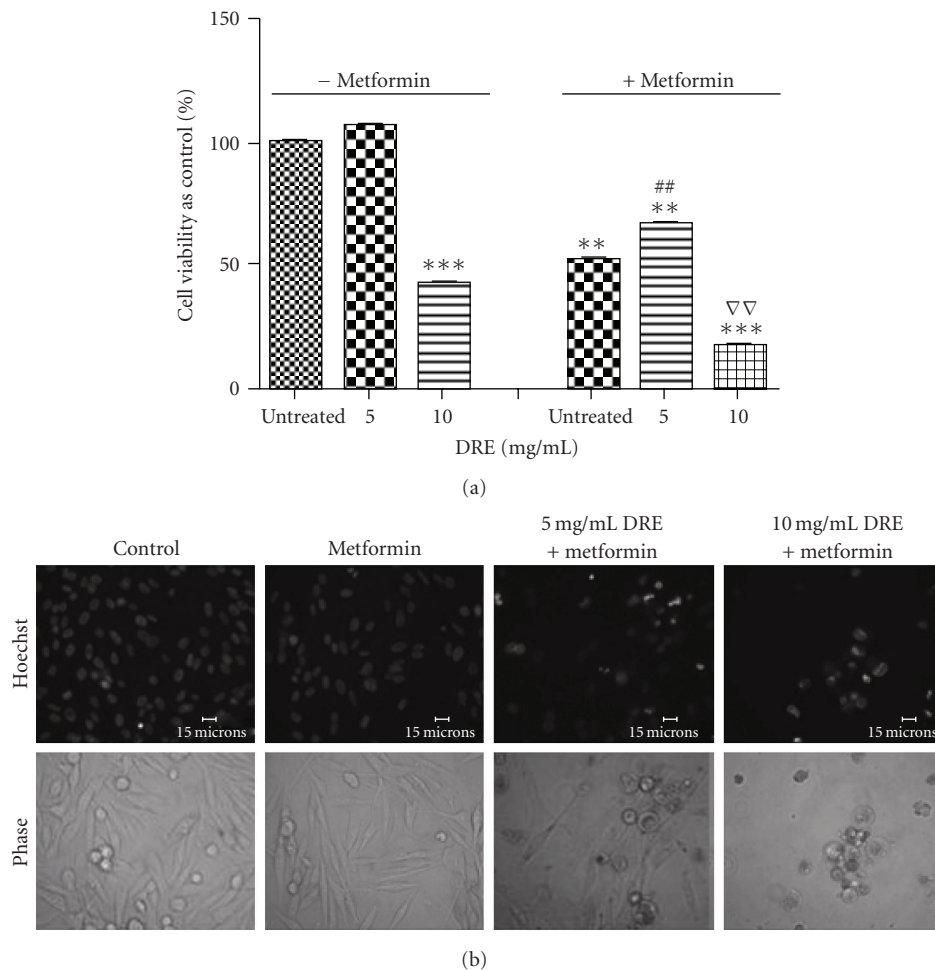 150
100
50
0
Cell viability as control (%)
− Metformin
+ Metformin
∗∗∗
∗∗
##
∗∗
∇∇
∗∗∗
Untreated 5 10 Untreated 5 10
DRE (mg/mL)
(a)
Control
Metformin
5 mg/mL DRE
+ metformin
10 mg/mL DRE
+ metformin
Hoechst
15 microns
15 microns
15 microns
15 microns
Phase
(b)